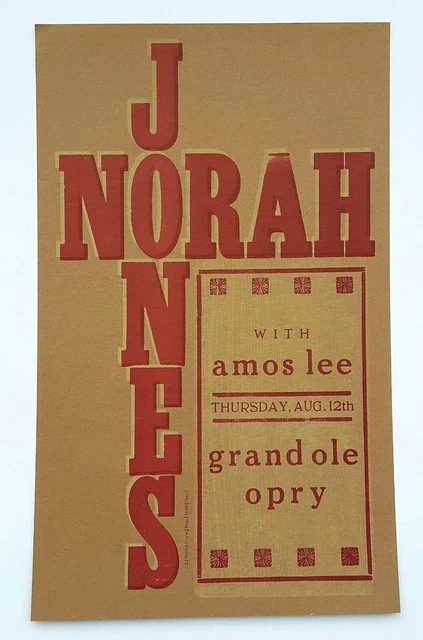 NORAH
JONES
WITH
amos lee
THURSDAY, AUG. 12th
grand ole
opry